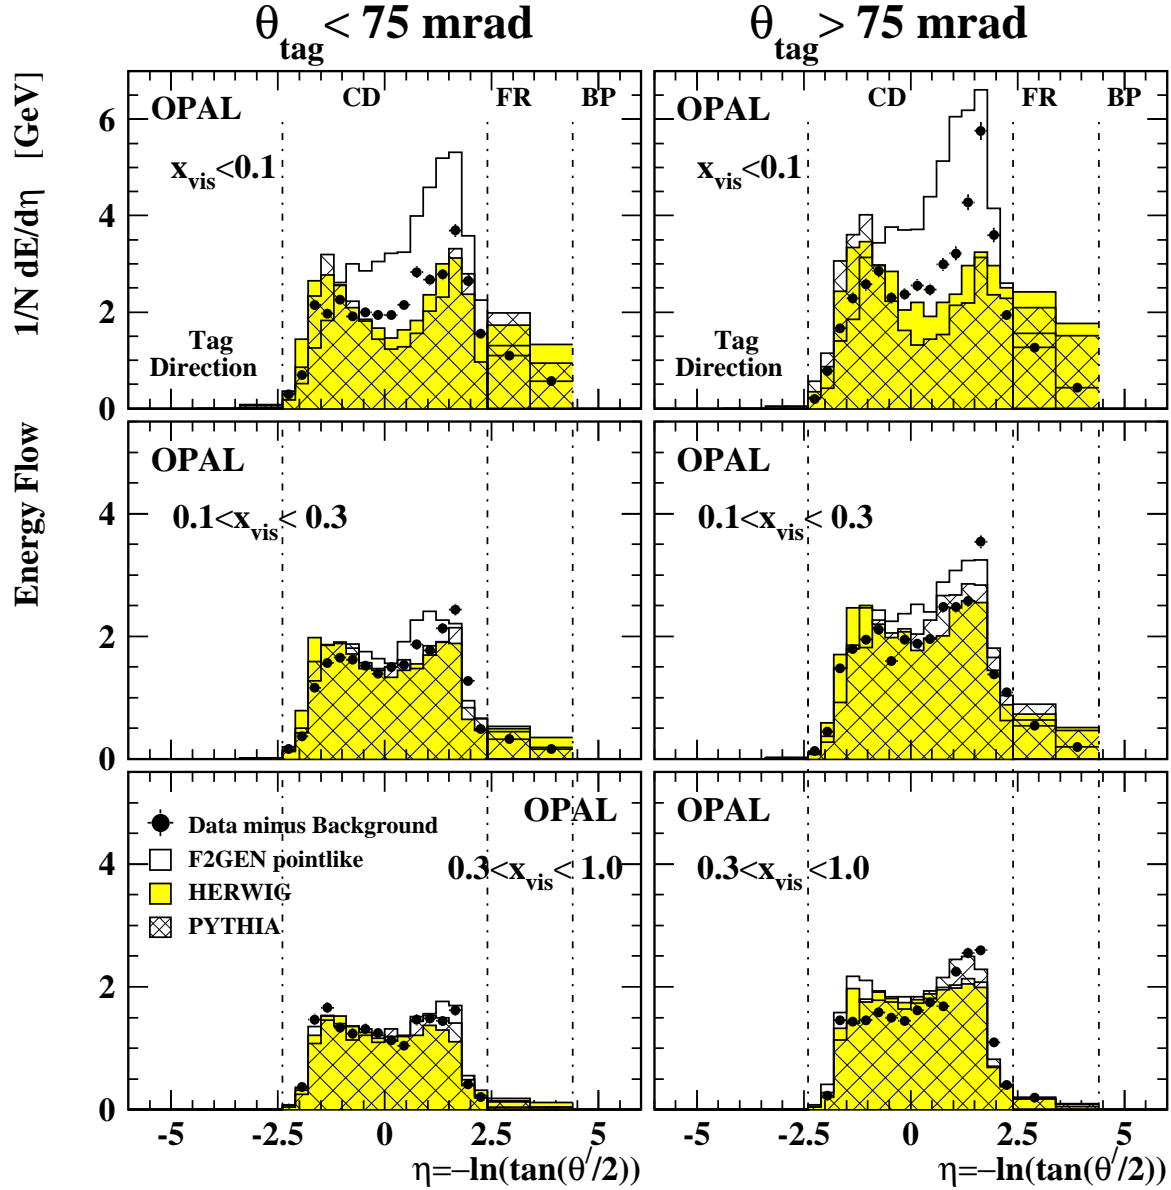 θtag < 75 mrad
θtag > 75 mrad
1/N dE/dη [GeV]
Energy Flow
OPAL
CD
FR
BP
xvis<0.1
Tag
Direction
6
4
2
0
OPAL
CD
FR
BP
xvis<0.1
Tag
Direction
OPAL
0.1<xvis< 0.3
4
2
0
OPAL
0.1<xvis< 0.3
OPAL
0.3<xvis< 1.0
Data minus Background
F2GEN pointlike
HERWIG
PYTHIA
4
2
0
OPAL
0.3<xvis<1.0
-5 -2.5 0 2.5 5
-5 -2.5 0 2.5 5
η=−ln(tan(θ′/2))
η=−ln(tan(θ′/2))